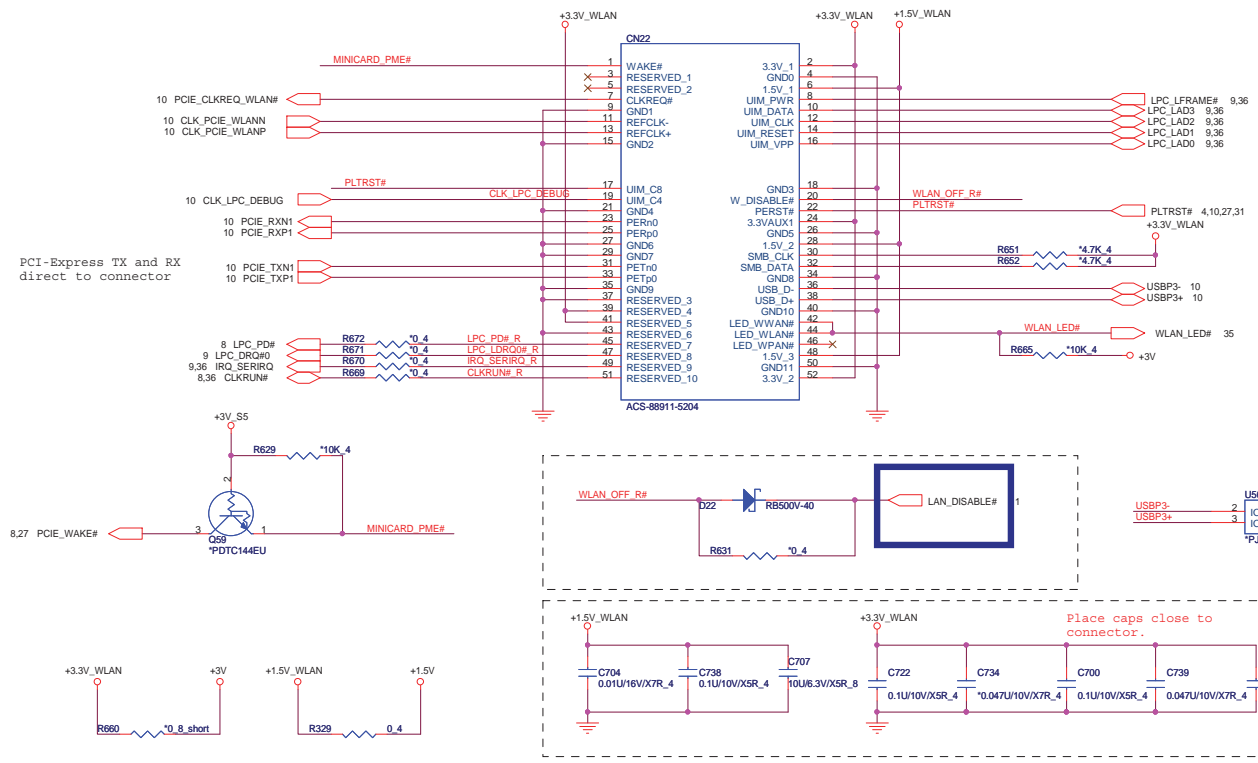 +3.3V_WLAN
+3.3V_WLAN
+1.5V_WLAN
CN22
MINICARD_PME#
1 WAKE#
3 RESERVED_1
5 RESERVED_2
10 PCIE_CLKREQ_WLAN# 7 CLKREQ#
9 GND1
10 CLK_PCIE_WLANN 11 REFCLK-
10 CLK_PCIE_WLANP 13 REFCLK+
15 GND2
PLTRST# 17 UIM_C8
10 CLK_LPC_DEBUG CLK_LPC_DEBUG 19 UIM_C4
21 GND4
10 PCIE_RXN1 23 PERn0
10 PCIE_RXP1 25 PERp0
27 GND6
29 GND7
10 PCIE_TXN1 31 PETn0
10 PCIE_TXP1 33 PETp0
35 GND9
37 RESERVED_3
39 RESERVED_4
41 RESERVED_5
43 RESERVED_6
8 LPC_PD# R672 *0_4 LPC_PD#_R 45 RESERVED_7
9 LPC_DRQ#0 R671 *0_4 LPC_LDRQ0#_R 47 RESERVED_8
9,36 IRQ_SERIRQ R670 *0_4 IRQ_SERIRQ_R 49 RESERVED_9
8,36 CLKRUN# R669 *0_4 CLKRUN#_R 51 RESERVED_10
PCI-Express TX and RX
direct to connector
3.3V_1 2
GND0 4
1.5V_1 6
UIM_PWR 8 LPC_LFRAME# 9,36
UIM_DATA 10 LPC_LAD3 9,36
UIM_CLK 12 LPC_LAD2 9,36
UIM_RESET 14 LPC_LAD1 9,36
UIM_VPP 16 LPC_LAD0 9,36
GND3 18
W_DISABLE# 20 WLAN_OFF_R#
PERST# 22 PLTRST# PLTRST# 4,10,27,31
3.3VAUX1 24
GND5 26
+3.3V_WLAN
1.5V_2 28
SMB_CLK 30 R651 *4.7K_4
SMB_DATA 32 R652 *4.7K_4
GND8 34
USB_D- 36 USBP3- 10
USB_D+ 38 USBP3+ 10
GND10 40
LED_WWAN# 42
LED_WLAN# 44 WLAN_LED# WLAN_LED# 35
LED_WPAN# 46
1.5V_3 48 R665 *10K_4 +3V
GND11 50
3.3V_2 52
ACS-88911-5204
+3V_S5
R629 *10K_4
2
8,27 PCIE_WAKE# 3 1 MINICARD_PME#
Q59
*PDTC144EU
WLAN_OFF_R#
D22 RB500V-40
LAN_DISABLE# 1
R631 *0_4
U50
USBP3- 2 IO
USBP3+ 3 IO
*PJ
+1.5V_WLAN
C704
0.01U/16V/X7R_4
C738
0.1U/10V/X5R_4
C707
10U/6.3V/X5R_8
+3.3V_WLAN
Place caps close to
connector.
C722
0.1U/10V/X5R_4
C734
*0.047U/10V/X7R_4
C700
0.1U/10V/X5R_4
C739
0.047U/10V/X7R_4
+3.3V_WLAN +3V
R660 *0_8_short
+1.5V_WLAN +1.5V
R329 0_4